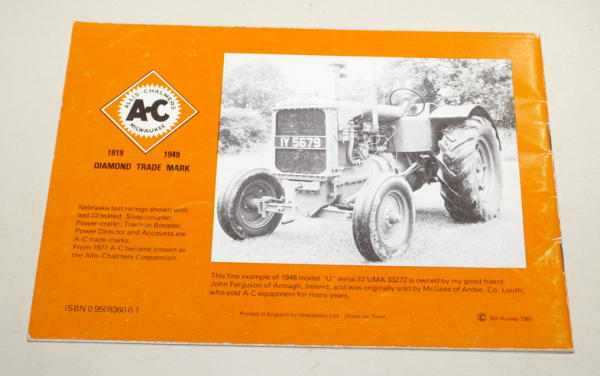 ALLIS-CHALMERS
A-C
MILWAUKEE
1919 1949
DIAMOND TRADE MARK
Nebraska test ratings shown with
test stated. Snap-coupler,
Power-crater, Traction Booster,
Power Director and Accousta are
A-C trade marks.
From 1971 A-C became known as
the Allis-Chalmers Corporation.
ISBN 0 9508360 0 1
IY 5679
This fine example of 1948 model "U" serial UMA 33272 is owned by my good friend
John Ferguson of Armagh, Ireland, and was originally sold by McGees of Ardee, Co. Louth,
who sold A-C equipment for many years.
Printed in England by Webberley Ltd., Stoke-on-Trent.
© Bill Huxley 1983